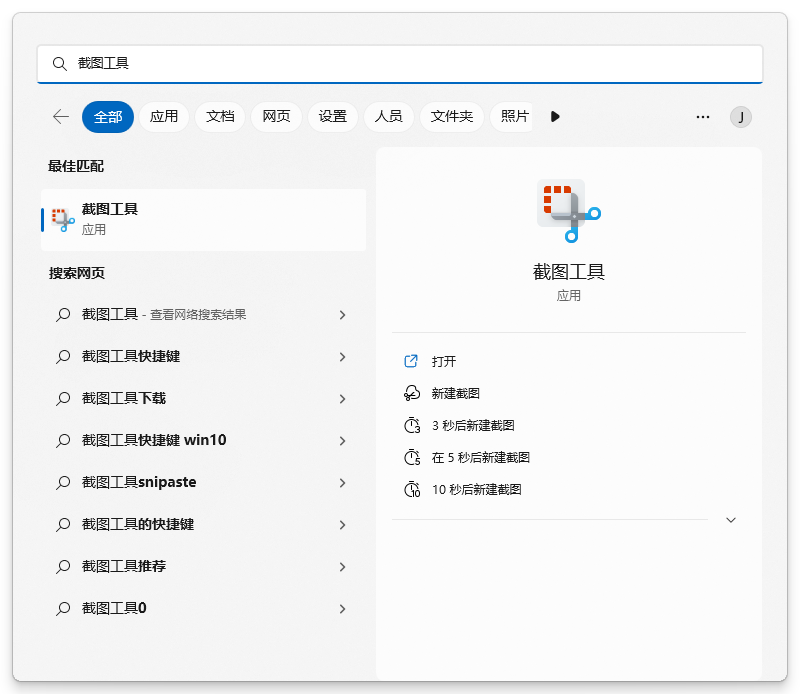 截图工具
全部 应用 文档 网页 设置 人员 文件夹 照片 J
最佳匹配
截图工具
应用
搜索网页
截图工具 - 查看网络搜索结果
截图工具快捷键
截图工具下载
截图工具快捷键 win10
截图工具snipaste
截图工具的快捷键
截图工具推荐
截图工具0
截图工具
应用
打开
新建截图
3 秒后新建截图
在 5 秒后新建截图
10 秒后新建截图